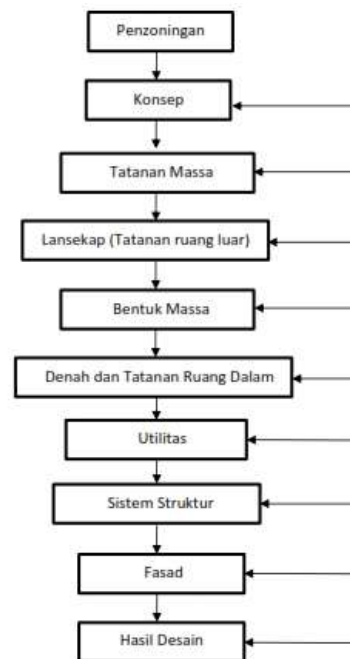 Penzoningan
Konsep
Tatanan Massa
Lansekap (Tatanan ruang luar)
Bentuk Massa
Denah dan Tatanan Ruang Dalam
Utilitas
Sistem Struktur
Fasad
Hasil Desain